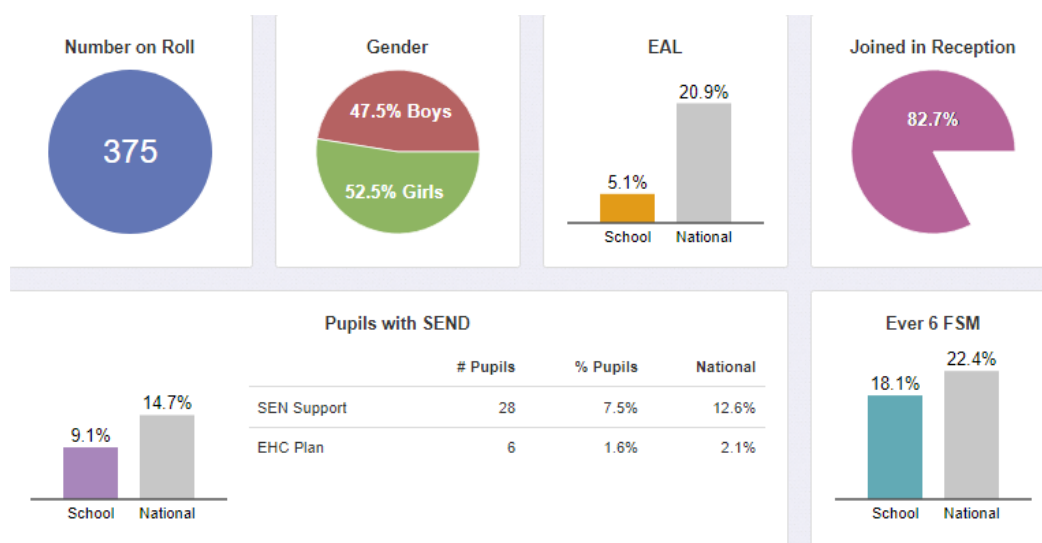 Number on Roll
375
Gender
47.5% Boys
52.5% Girls
EAL
20.9%
5.1%
School National
Joined in Reception
82.7%
Pupils with SEND
14.7%
9.1%
School National
# Pupils % Pupils National
SEN Support 28 7.5% 12.6%
EHC Plan 6 1.6% 2.1%
Ever 6 FSM
22.4%
18.1%
School National